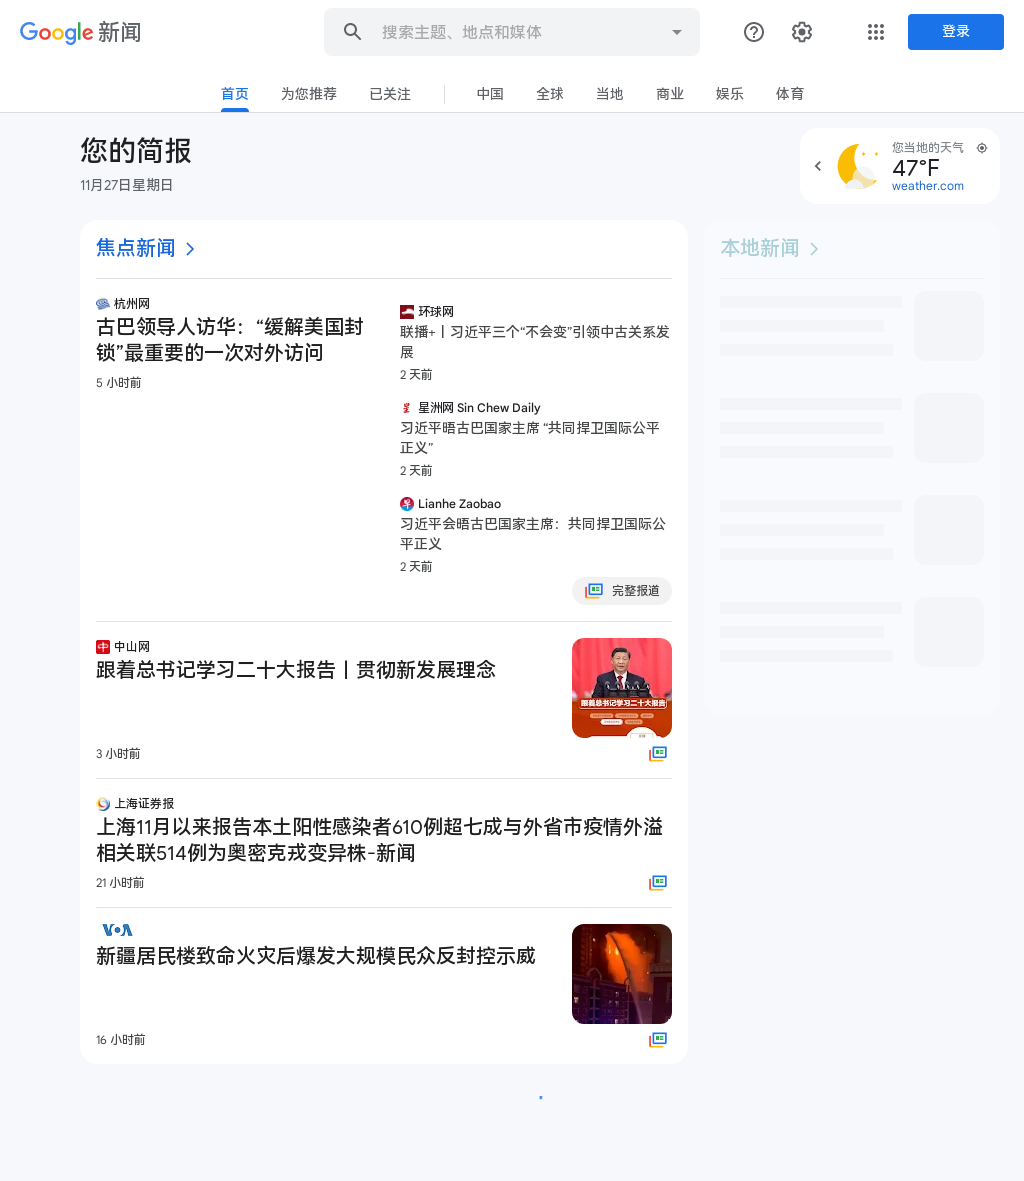 Google 新闻
搜索主题、地点和媒体
登录
首页 为您推荐 已关注 中国 全球 当地 商业 娱乐 体育
您的简报
11月27日星期日
您当地的天气
47°F
weather.com
焦点新闻
本地新闻
杭州网
古巴领导人访华：“缓解美国封
锁”最重要的一次对外访问
5 小时前
环球网
联播+丨习近平三个“不会变”引领中古关系发
展
2 天前
星洲网 Sin Chew Daily
习近平晤古巴国家主席 “共同捍卫国际公平
正义”
2 天前
Lianhe Zaobao
习近平会晤古巴国家主席：共同捍卫国际公
平正义
2 天前
完整报道
中山网
跟着总书记学习二十大报告丨贯彻新发展理念
跟着总书记学习二十大报告
3 小时前
上海证券报
上海11月以来报告本土阳性感染者610例超七成与外省市疫情外溢
相关联514例为奥密克戎变异株-新闻
21 小时前
VOA
新疆居民楼致命火灾后爆发大规模民众反封控示威
16 小时前